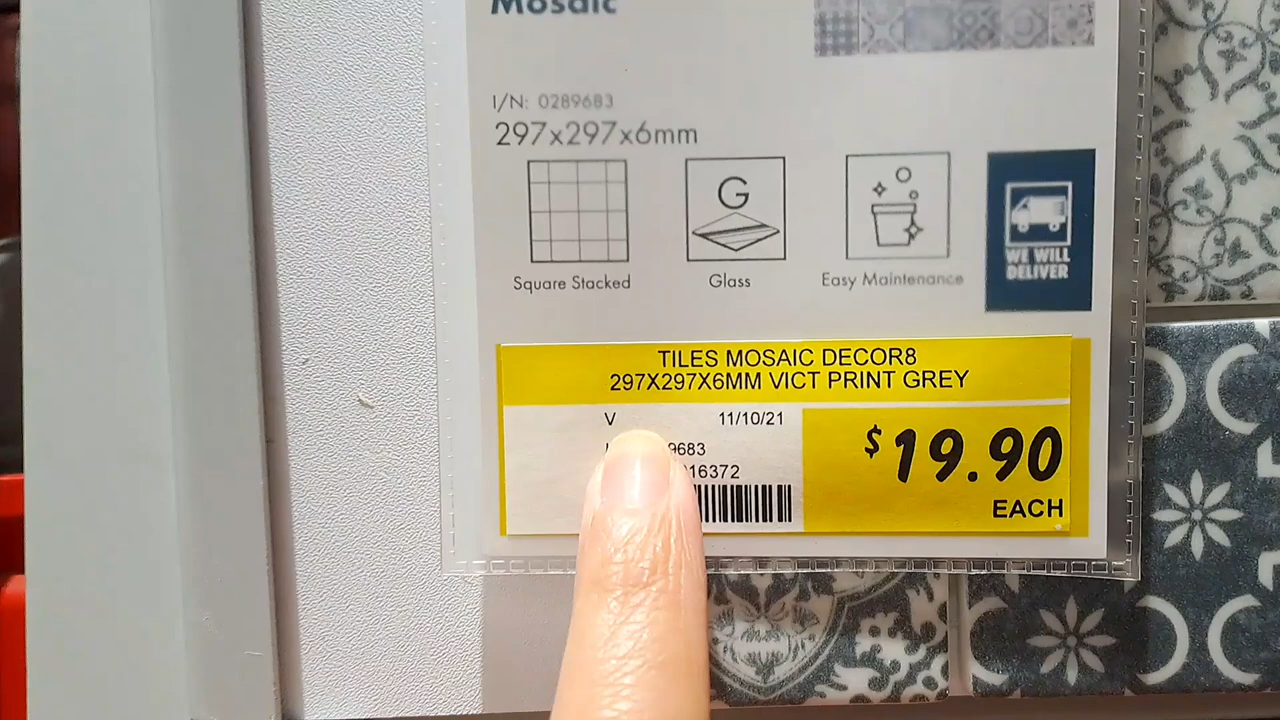 Mosaic
I/N: 0289683
297x297x6mm
G
Square Stacked
Glass
Easy Maintenance
WE WILL
DELIVER
TILES MOSAIC DECOR8
297X297X6MM VICT PRINT GREY
V 11/10/21
9683
16372
$19.90
EACH